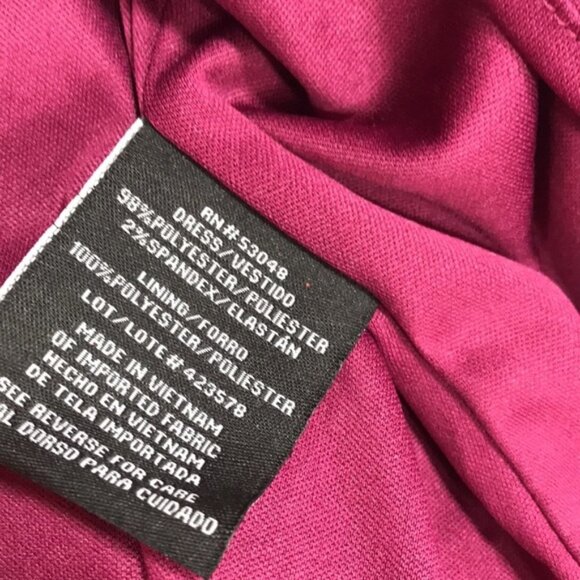 RN# 53048
DRESS/VESTIDO
98%POLYESTER/POLIESTER
2%SPANDEX/ELASTÁN
LINING/FORRO
100%POLYESTER/POLIESTER
LOT/LOTE # 423578
MADE IN VIETNAM
OF IMPORTED FABRIC
HECHO EN VIETNAM
DE TELA IMPORTADA
SEE REVERSE FOR CARE
AL DORSO PARA CUIDADO